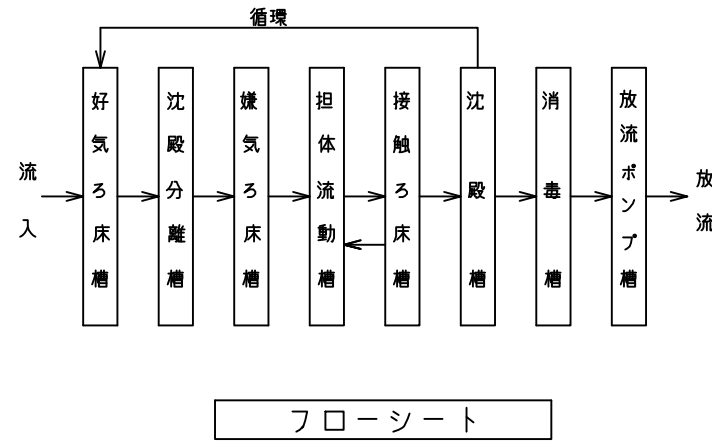 循環
流入
好気ろ床槽
沈殿分離槽
嫌気ろ床槽
担体流動槽
接触ろ床槽
沈殿槽
消毒槽
放流ポンプ槽
放流
フローシート